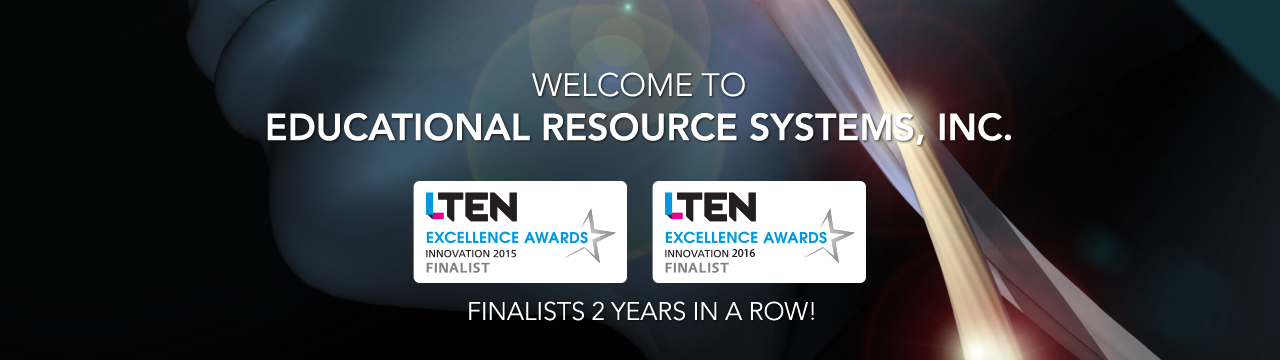 WELCOME TO
EDUCATIONAL RESOURCE SYSTEMS, INC.
LTEN
EXCELLENCE AWARDS
INNOVATION 2015
FINALIST
LTEN
EXCELLENCE AWARDS
INNOVATION 2016
FINALIST
FINALISTS 2 YEARS IN A ROW!